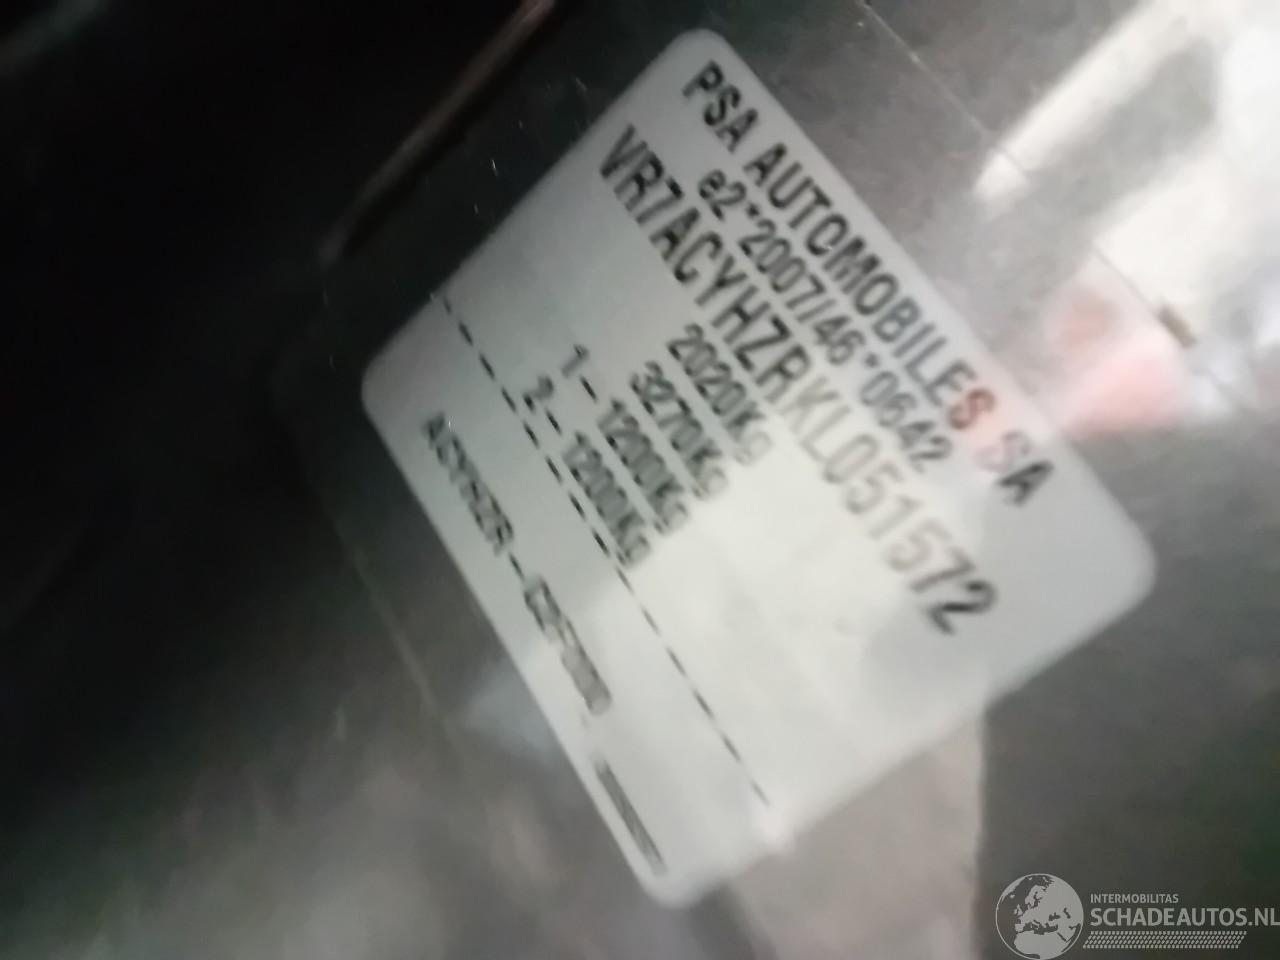 PSA AUTOMOBILES SA
e2*2007/46*0642
VR7ACYHZRKL051572
2020Kg
3270Kg
1- 1200Kg
2- 1200Kg
INTERMOBILITAS
SCHADEAUTOS.NL